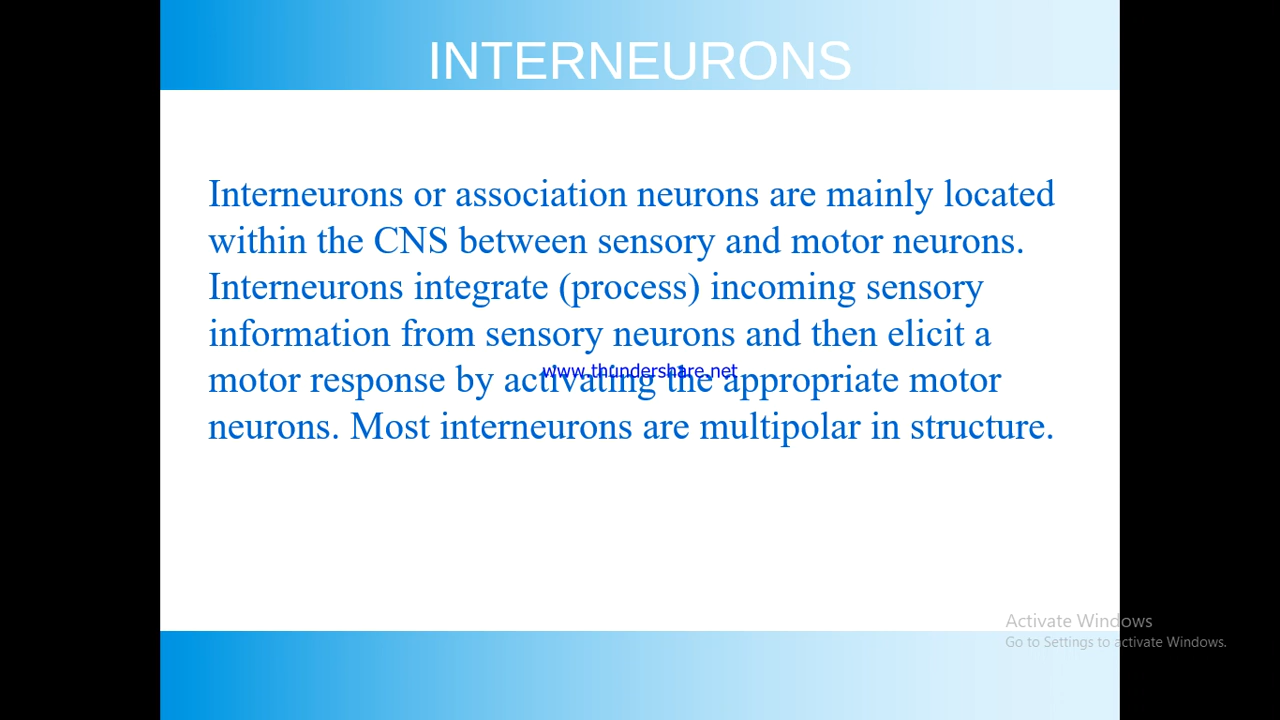 INTERNEURONS
Interneurons or association neurons are mainly located
within the CNS between sensory and motor neurons.
Interneurons integrate (process) incoming sensory
information from sensory neurons and then elicit a
www.thundershare.net
motor response by activating the appropriate motor
neurons. Most interneurons are multipolar in structure.
Activate Windows
Go to Settings to activate Windows.